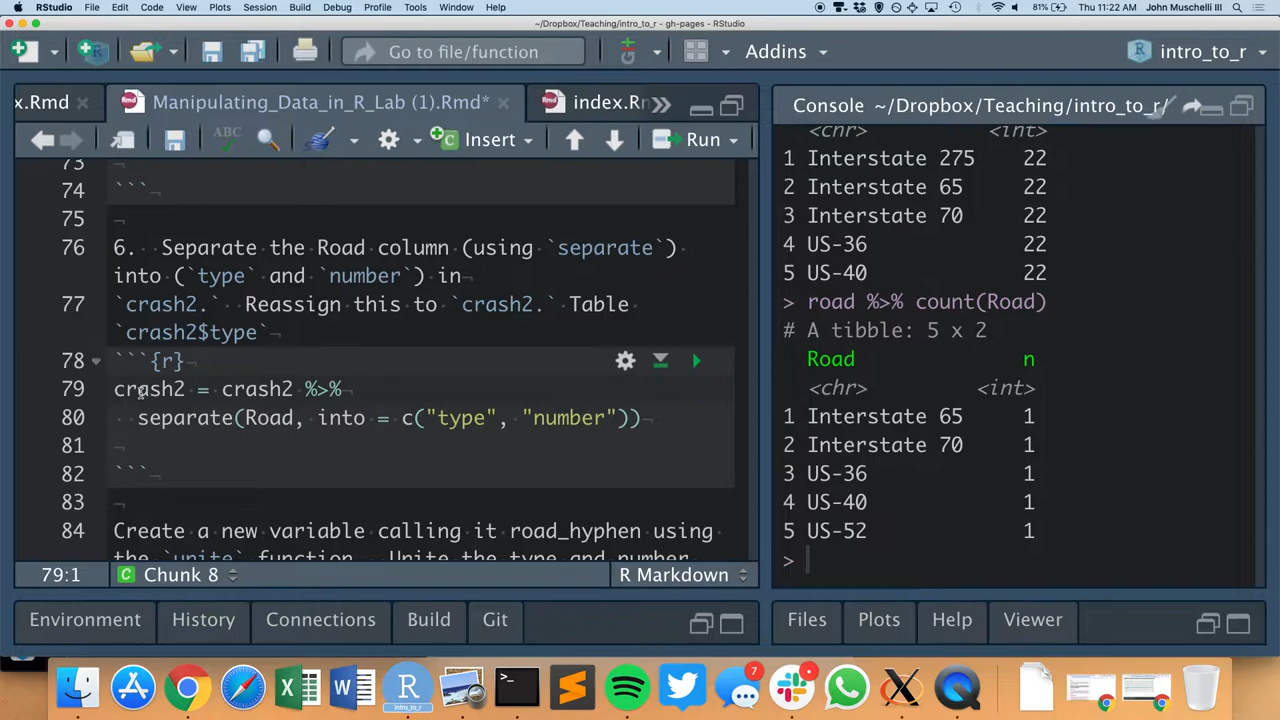 RStudio File Edit Code View Plots Session Build Debug Profile Tools Window Help 81% Thu 11:22 AM John Muschelli III
~/Dropbox/Teaching/intro_to_r - gh-pages - RStudio
Go to file/function Addins intro_to_r
x.Rmd Manipulating_Data_in_R_Lab (1).Rmd* index.Rn
ABC Insert Run
73
74 ```
75
76 6. Separate the Road column (using `separate`)
into (`type` and `number`) in
77 `crash2.` Reassign this to `crash2.` Table
`crash2$type`
78 ```{r}
79 crash2 = crash2 %>%
80 separate(Road, into = c("type", "number"))
81
82 ```
83
84 Create a new variable calling it road_hyphen using
the `unite` function. Unite the type and number
79:1 Chunk 8 R Markdown
Environment History Connections Build Git
Console ~/Dropbox/Teaching/intro_to_r/
<chr> <int>
1 Interstate 275 22
2 Interstate 65 22
3 Interstate 70 22
4 US-36 22
5 US-40 22
> road %>% count(Road)
# A tibble: 5 x 2
Road n
<chr> <int>
1 Interstate 65 1
2 Interstate 70 1
3 US-36 1
4 US-40 1
5 US-52 1
>
Files Plots Help Viewer
R
intro_to_r
7